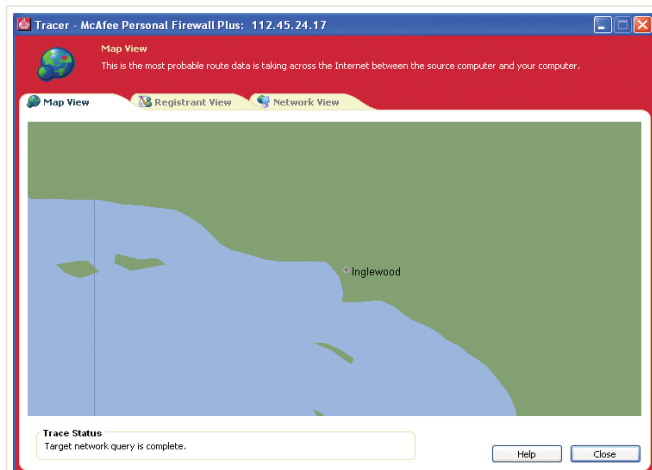 Tracer - McAfee Personal Firewall Plus: 112.45.24.17
Map View
This is the most probable route data is taking across the Internet between the source computer and your computer.
Map View Registrant View Network View
Inglewood
Trace Status
Target network query is complete.
Help Close